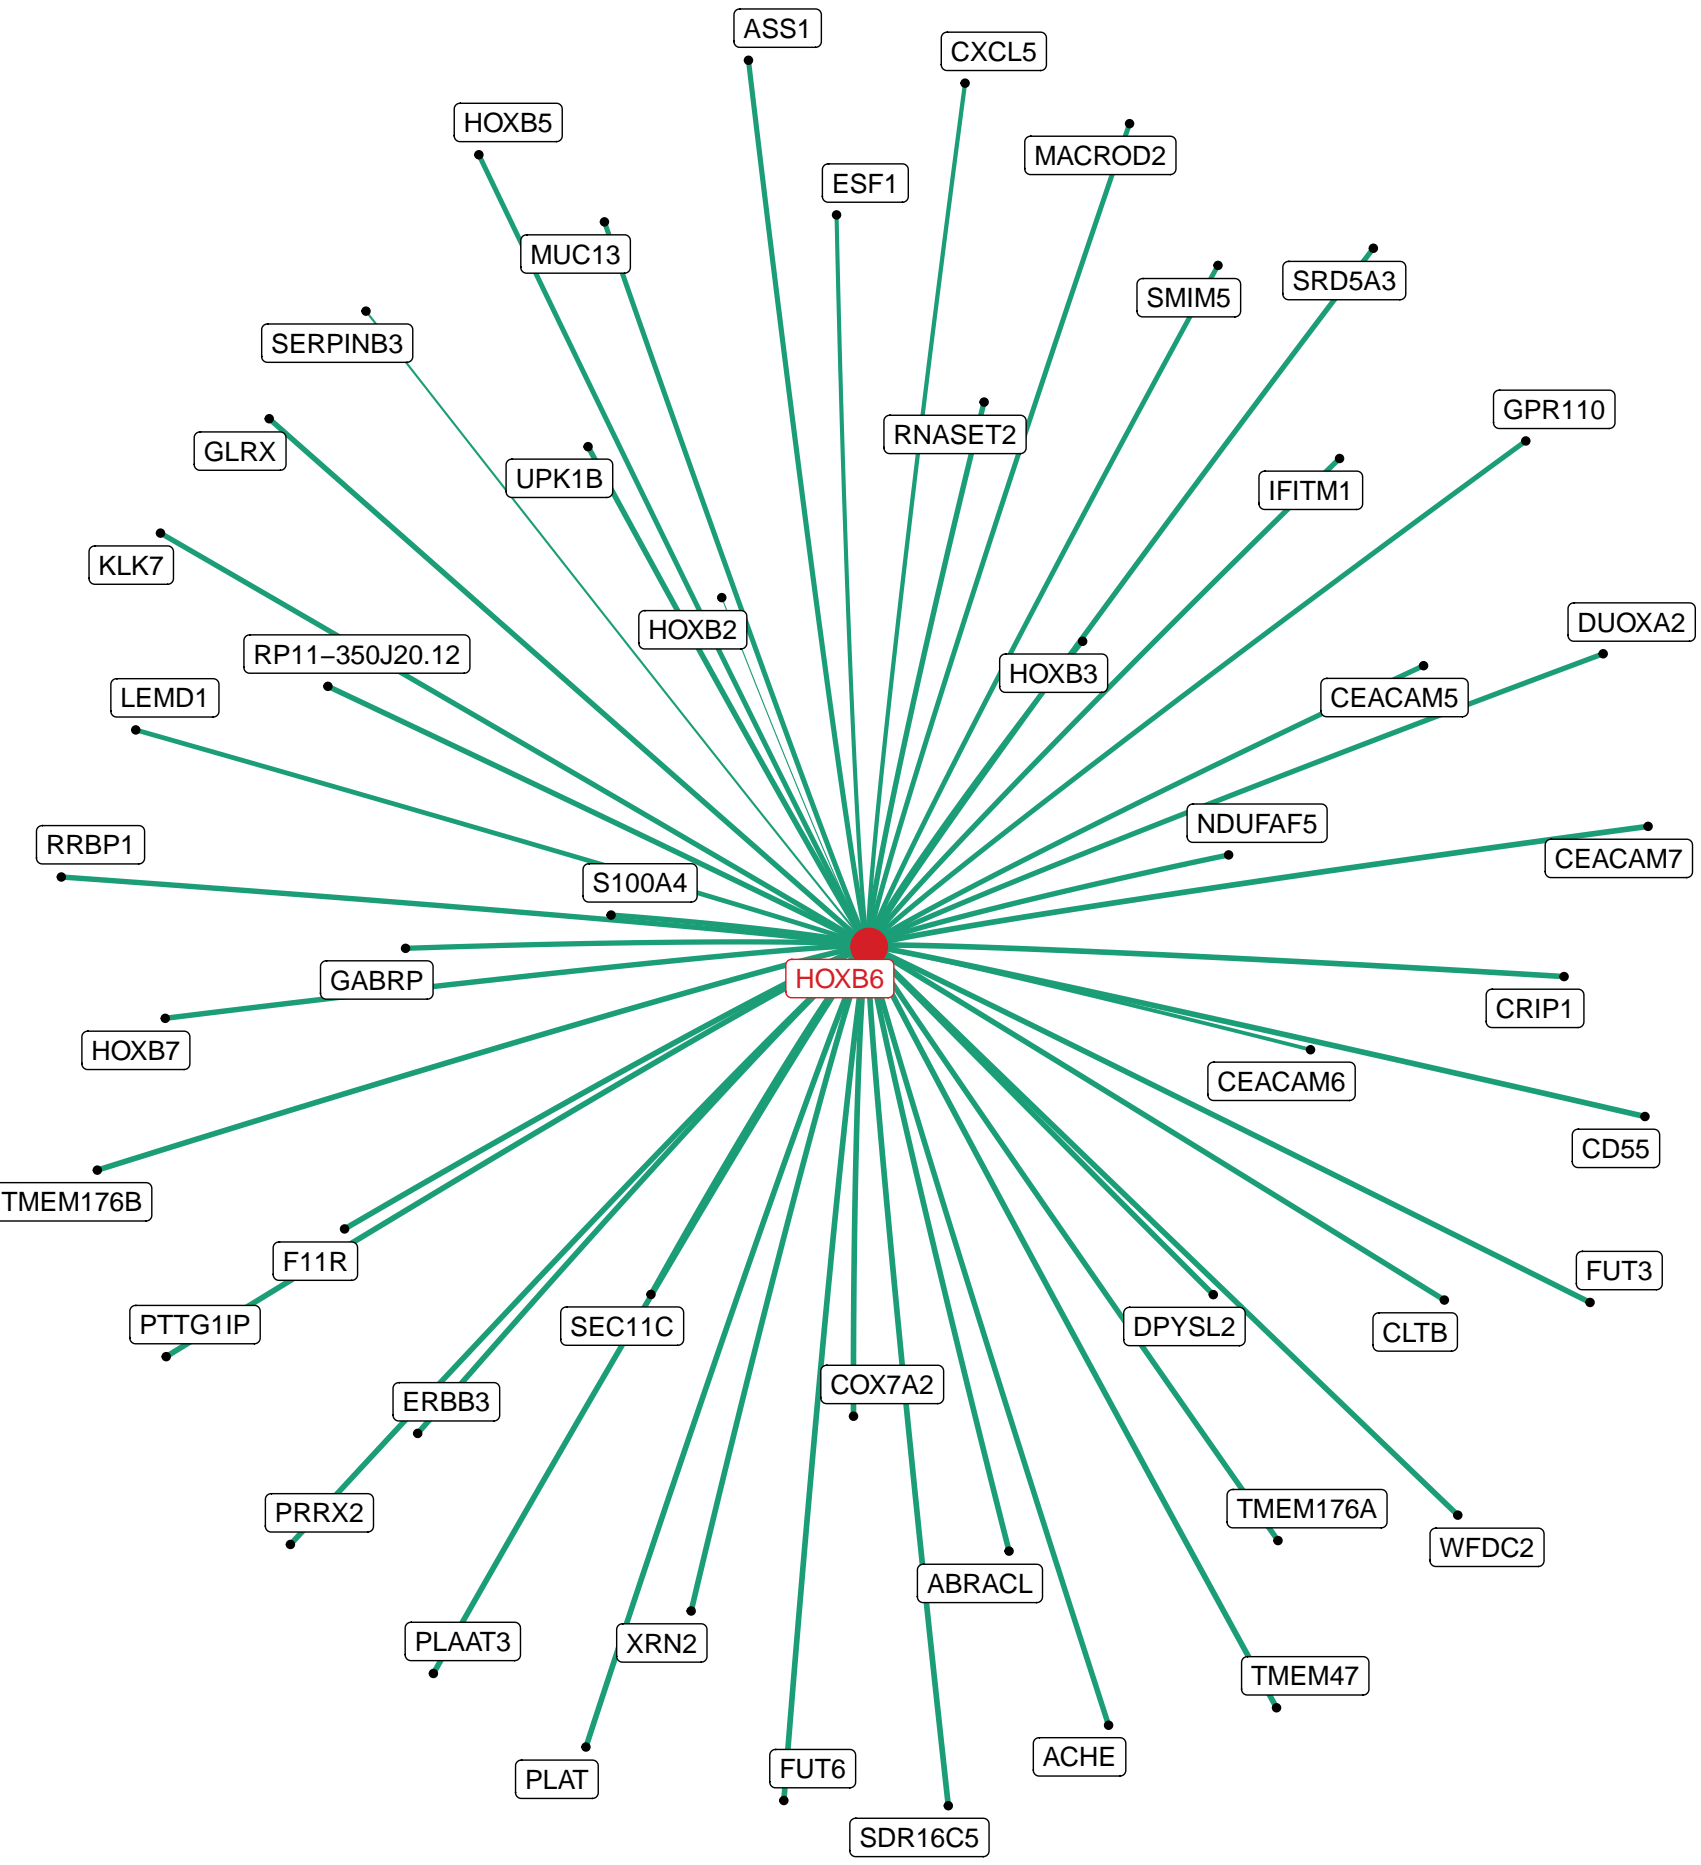 ASS1
CXCL5
HOXB5
MACROD2
ESF1
MUC13
SRD5A3
SMIM5
SERPINB3
GPR110
RNASET2
GLRX
UPK1B
IFITM1
KLK7
DUOXA2
HOXB2
RP11−350J20.12
HOXB3
LEMD1
CEACAM5
NDUFAF5
RRBP1
CEACAM7
S100A4
HOXB6
GABRP
CRIP1
HOXB7
CEACAM6
CD55
TMEM176B
F11R
FUT3
PTTG1IP
SEC11C
DPYSL2
CLTB
COX7A2
ERBB3
TMEM176A
PRRX2
WFDC2
ABRACL
PLAAT3
XRN2
TMEM47
ACHE
FUT6
PLAT
SDR16C5